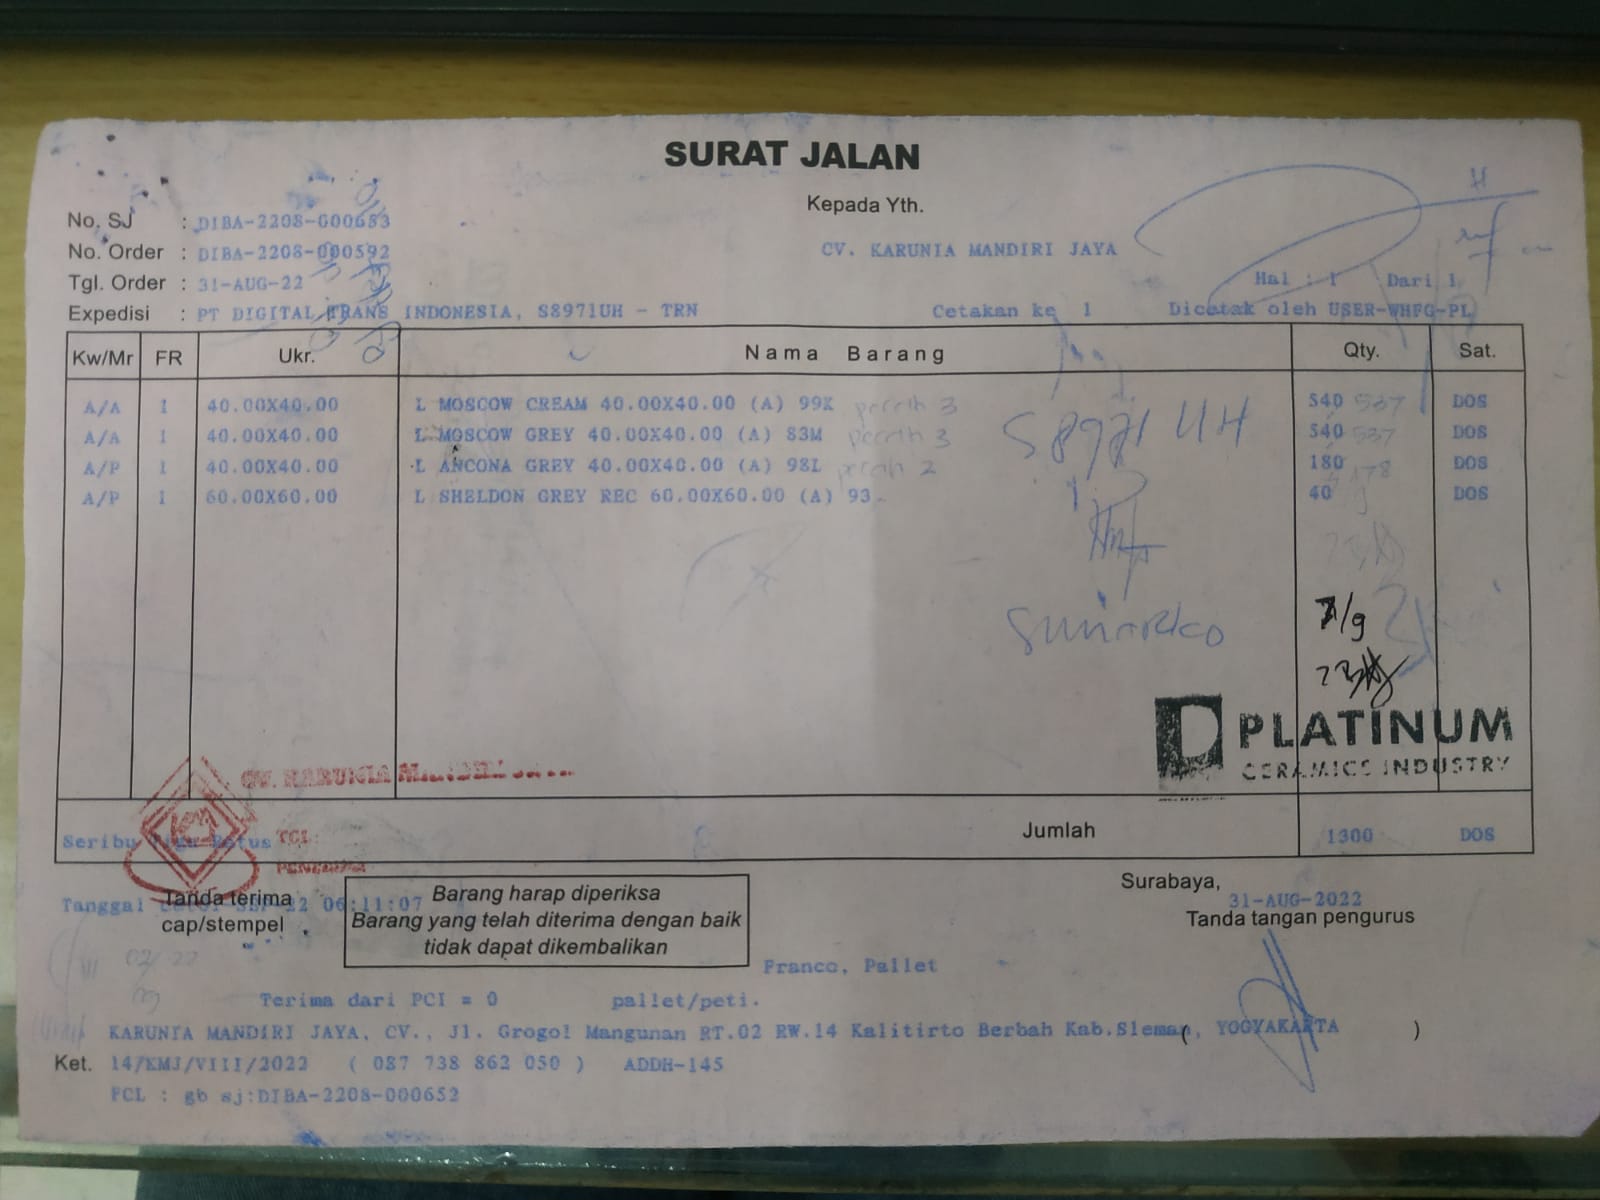 SURAT JALAN
Kepada Yth.
No. SJ : DIBA-2208-000653
No. Order : DIBA-2208-000592
CV. KARUNIA MANDIRI JAYA
Tgl. Order : 31-AUG-22
Hal : 1 Dari 1
Expedisi : PT DIGITAL TRANS INDONESIA, S8971UH - TRN
Cetakan ke 1 Dicetak oleh USER-WHFG-PL
Kw/Mr FR Ukr. Nama Barang Qty. Sat.
A/A 1 40.00X40.00 L MOSCOW CREAM 40.00X40.00 (A) 99K pecah 3 540 537 DOS
A/A 1 40.00X40.00 L MOSCOW GREY 40.00X40.00 (A) 83M pecah 3 540 537 DOS
A/P 1 40.00X40.00 L ANCONA GREY 40.00X40.00 (A) 98L pecah 2 180 178 DOS
A/P 1 60.00X60.00 L SHELDON GREY REC 60.00X60.00 (A) 93 40 DOS
S 8971 UH
7/9
PLATINUM
CERAMICS INDUSTRY
CV. KARUNIA MANDIRI JAYA
TGL:
PENERIMA
Seribu Ratus
Jumlah 1300 DOS
Surabaya, 31-AUG-2022
Tanda tangan pengurus
Tanggal SEP-22 06:11:07
Tanda terima
cap/stempel
Barang harap diperiksa
Barang yang telah diterima dengan baik
tidak dapat dikembalikan
Franco, Pallet
Terima dari PCI = 0 pallet/peti.
KARUNIA MANDIRI JAYA, CV., Jl. Grogol Mangunan RT.02 RW.14 Kalitirto Berbah Kab.Sleman, YOGYAKARTA
( )
Ket. 14/KMJ/VIII/2022 ( 087 738 862 050 ) ADDH-145
FCL : gb sj:DIBA-2208-000652